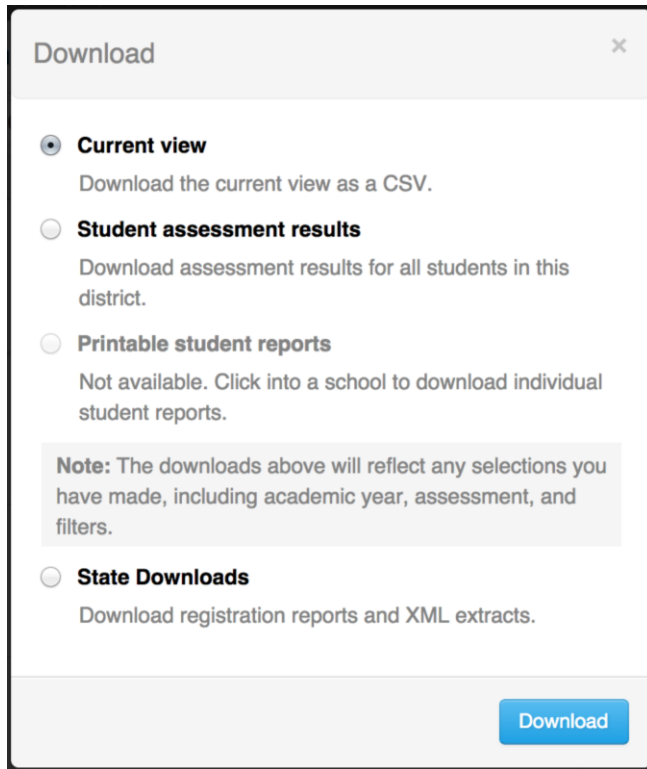 Download
×
Current view
Download the current view as a CSV.
Student assessment results
Download assessment results for all students in this
district.
Printable student reports
Not available. Click into a school to download individual
student reports.
Note: The downloads above will reflect any selections you
have made, including academic year, assessment, and
filters.
State Downloads
Download registration reports and XML extracts.
Download